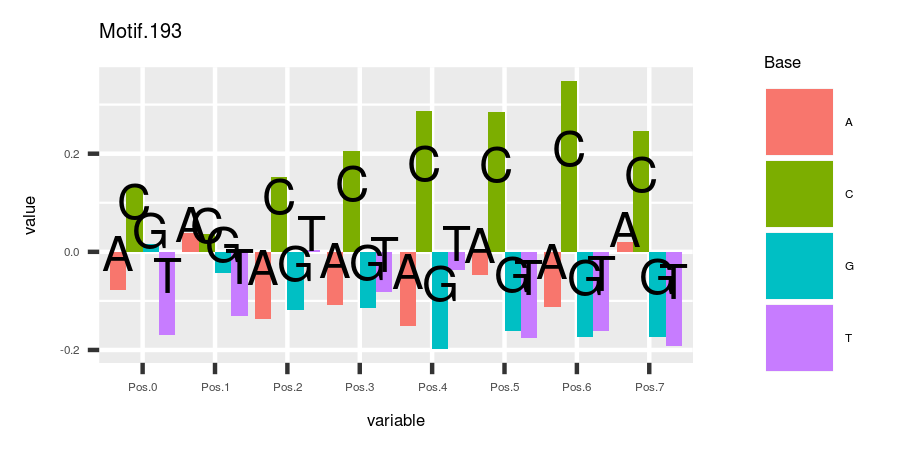 Motif.193
value
0.2
0.0
-0.2
A C G T A C G T A C G T A C G T A C G T A C G T A C G T A C G T
Pos.0 Pos.1 Pos.2 Pos.3 Pos.4 Pos.5 Pos.6 Pos.7
variable
Base
A
C
G
T